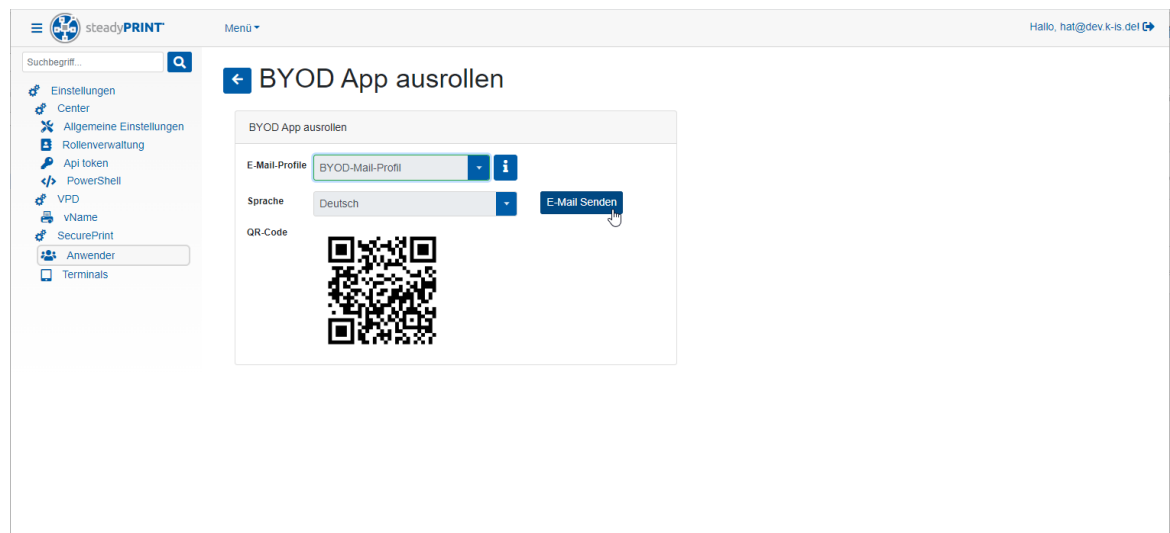 steadyPRINT
Menü
Hallo, hat@dev.k-is.de!
Suchbegriff...
Einstellungen
Center
Allgemeine Einstellungen
Rollenverwaltung
Api token
PowerShell
VPD
vName
SecurePrint
Anwender
Terminals
BYOD App ausrollen
BYOD App ausrollen
E-Mail-Profile BYOD-Mail-Profil
Sprache Deutsch E-Mail Senden
QR-Code